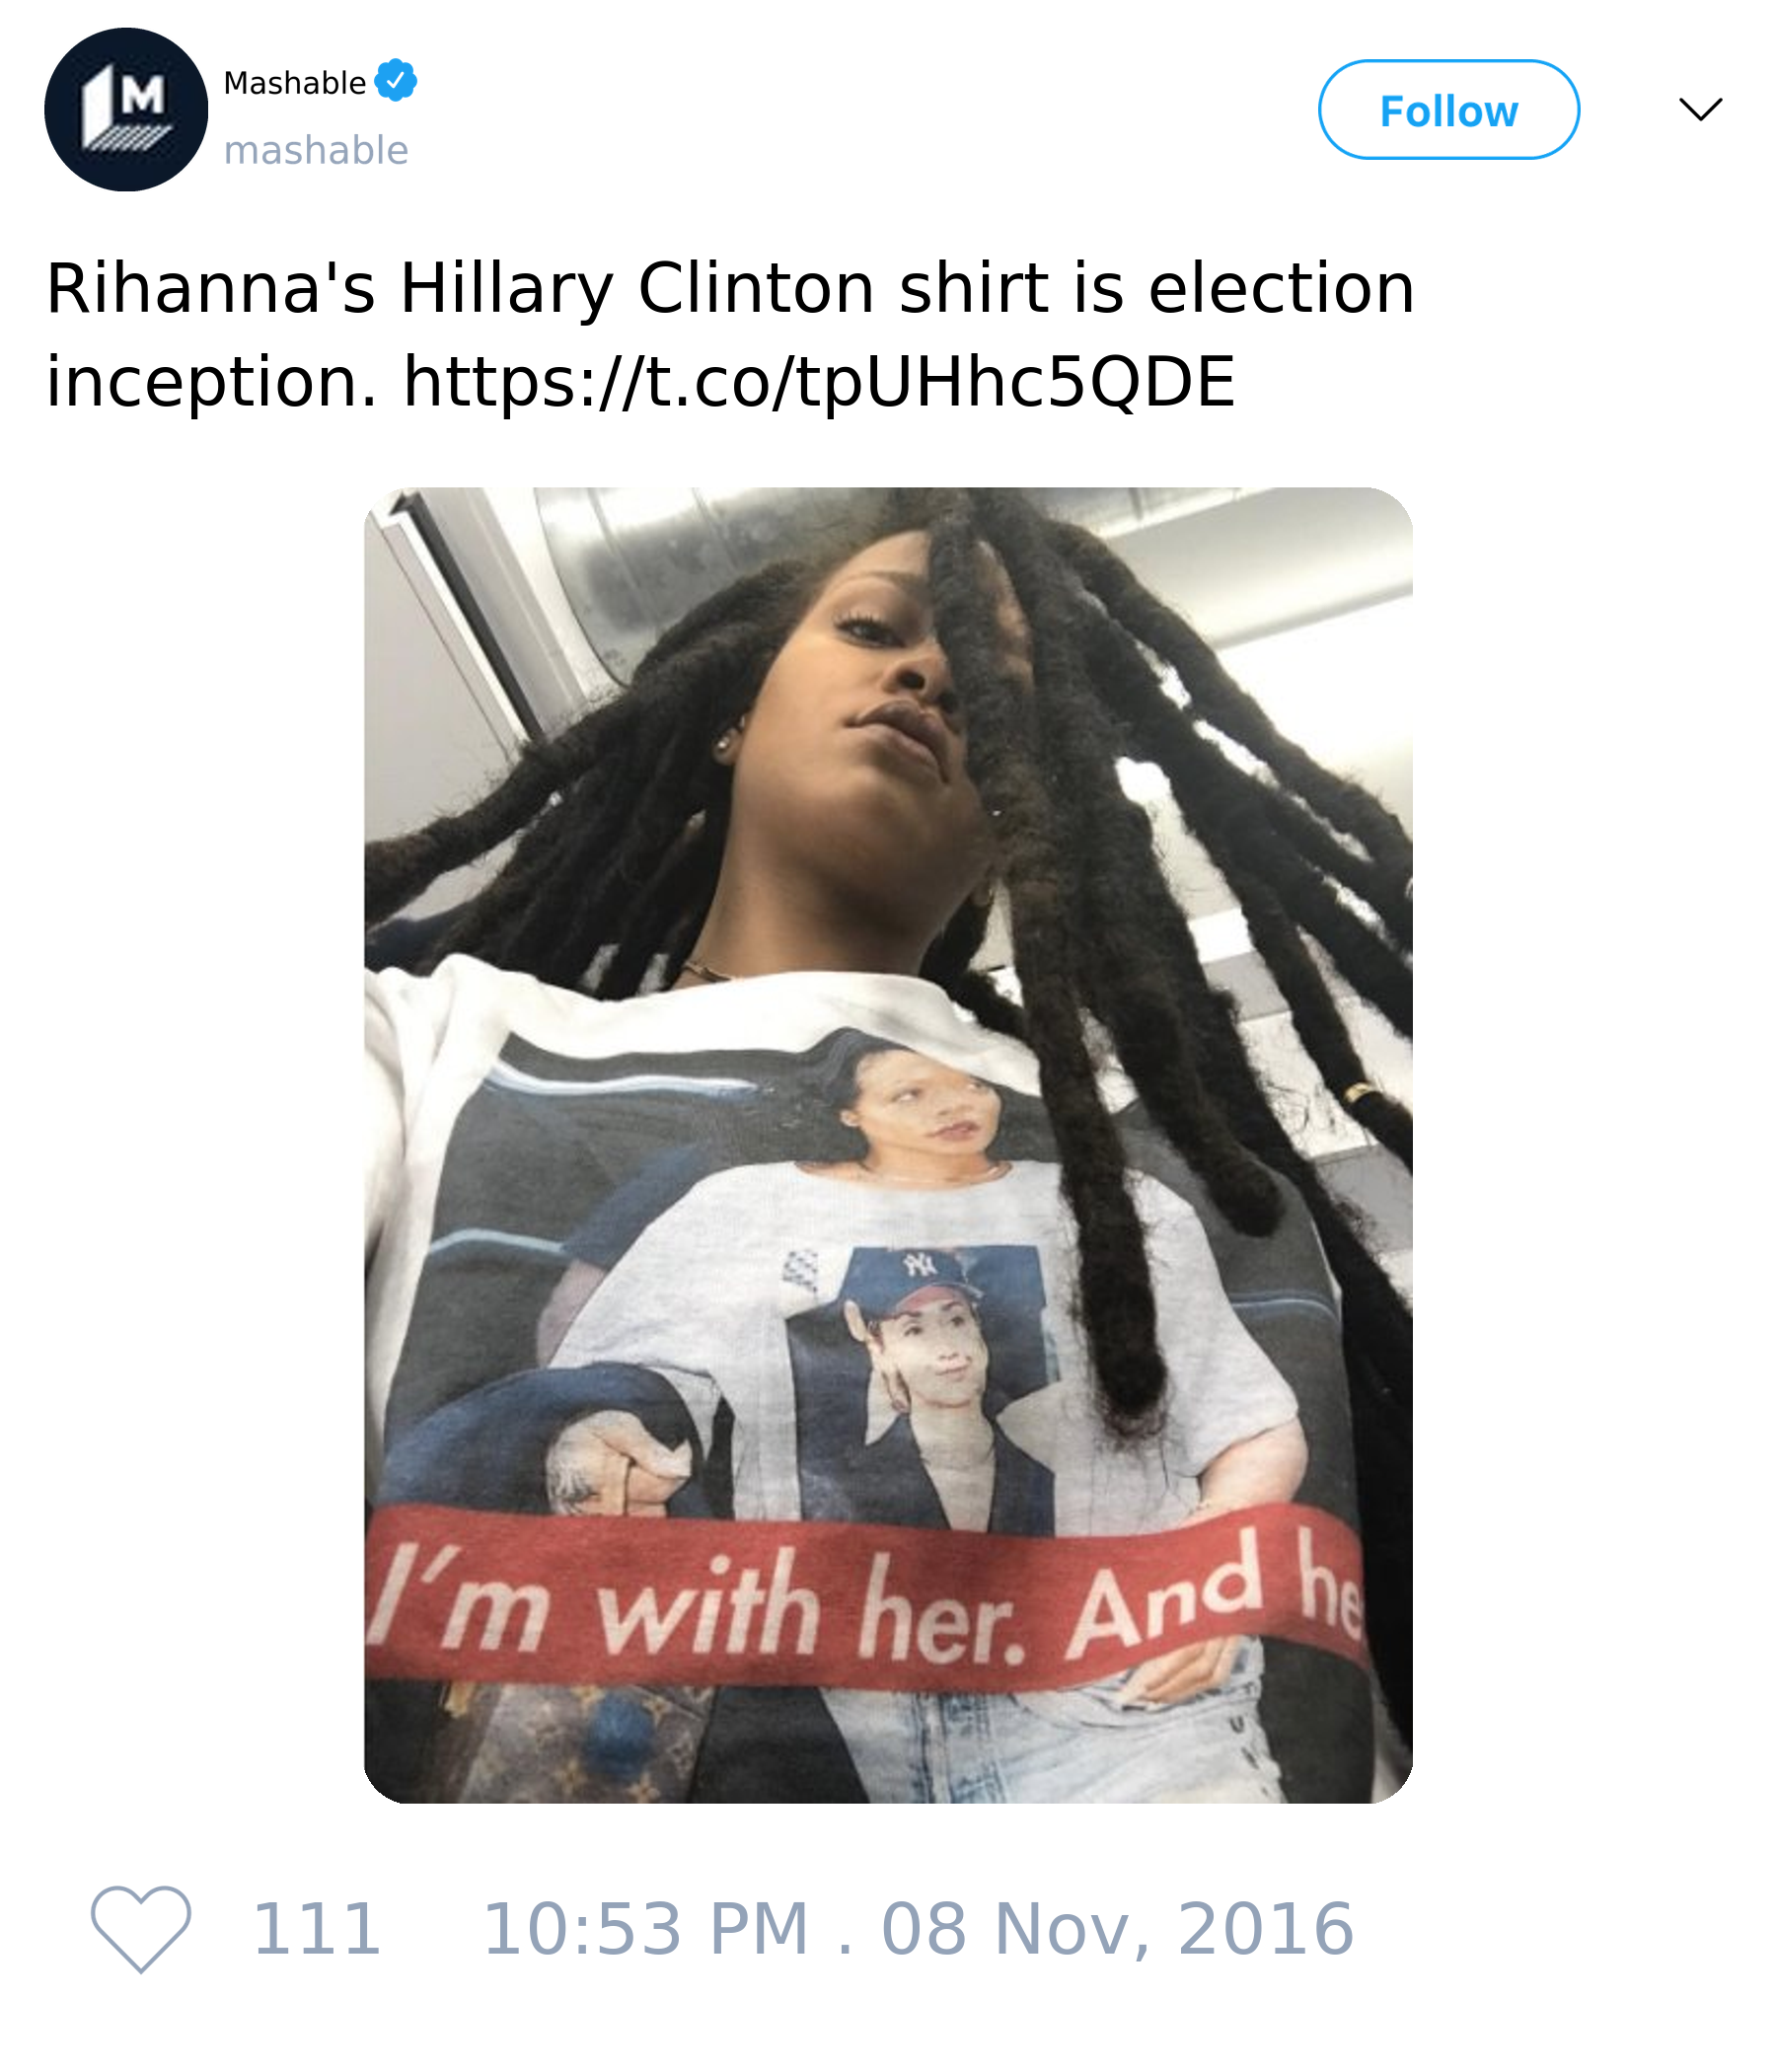 M
Mashable
mashable
Follow
Rihanna's Hillary Clinton shirt is election
inception. https://t.co/tpUHhc5QDE
NY
I'm with her. And he
111 10:53 PM . 08 Nov, 2016